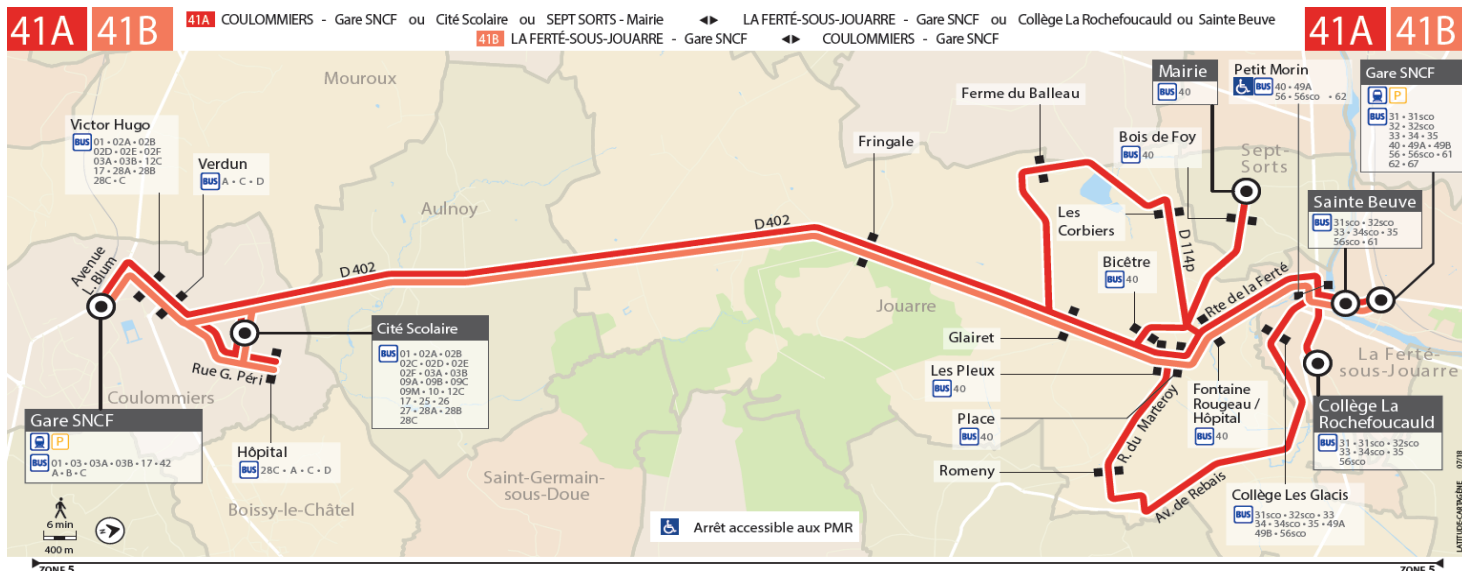 41A 41B
41A COULOMMIERS - Gare SNCF ou Cité Scolaire ou SEPT SORTS - Mairie ◄► LA FERTÉ-SOUS-JOUARRE - Gare SNCF ou Collège La Rochefoucauld ou Sainte Beuve
41B LA FERTÉ-SOUS-JOUARRE - Gare SNCF ◄► COULOMMIERS - Gare SNCF
41A 41B
Mouroux
Victor Hugo
BUS 01 • 02A • 02B
02D • 02E • 02F
03A • 03B • 12C
17 • 28A • 28B
28C • C
Verdun
BUS A • C • D
Aulnoy
Avenue
L. Blum
D402
D402
Fringale
Ferme du Balleau
Mairie
BUS 40
Petit Morin
BUS 40 • 49A
56 • 56sco • 62
Gare SNCF
P
BUS 31 • 31sco
32 • 32sco
33 • 34 • 35
40 • 49A • 49B
56 • 56sco • 61
62 • 67
Bois de Foy
BUS 40
Sept-
Sorts
Sainte Beuve
BUS 31sco • 32sco
33 • 34sco • 35
56sco • 61
Les
Corbiers
D114p
Bicêtre
BUS 40
Rte de la Ferté
Jouarre
Glairet
Les Pleux
BUS 40
Place
BUS 40
Romeny
R. du Marteroy
Av. de Rebais
Fontaine
Rougeau /
Hôpital
BUS 40
La Ferté-
sous-Jouarre
Collège La
Rochefoucauld
BUS 31 • 31sco • 32sco
33 • 34sco • 35
56sco
Collège Les Glacis
BUS 31sco • 32sco • 33
34 • 34sco • 35 • 49A
49B • 56sco
Cité Scolaire
BUS 01 • 02A • 02B
02C • 02D • 02E
02F • 03A • 03B
09A • 09B • 09C
09M • 10 • 12C
17 • 25 • 26
27 • 28A • 28B
28C
Rue G. Péri
Coulommiers
Gare SNCF
P
BUS 01 • 03 • 03A • 03B • 17 • 42
A • B • C
Hôpital
BUS 28C • A • C • D
Boissy-le-Châtel
Saint-Germain-
sous-Doue
Arrêt accessible aux PMR
6 min
400 m
LATITUDE-CARTAGÈNE 07/18
ZONE 5
ZONE 5